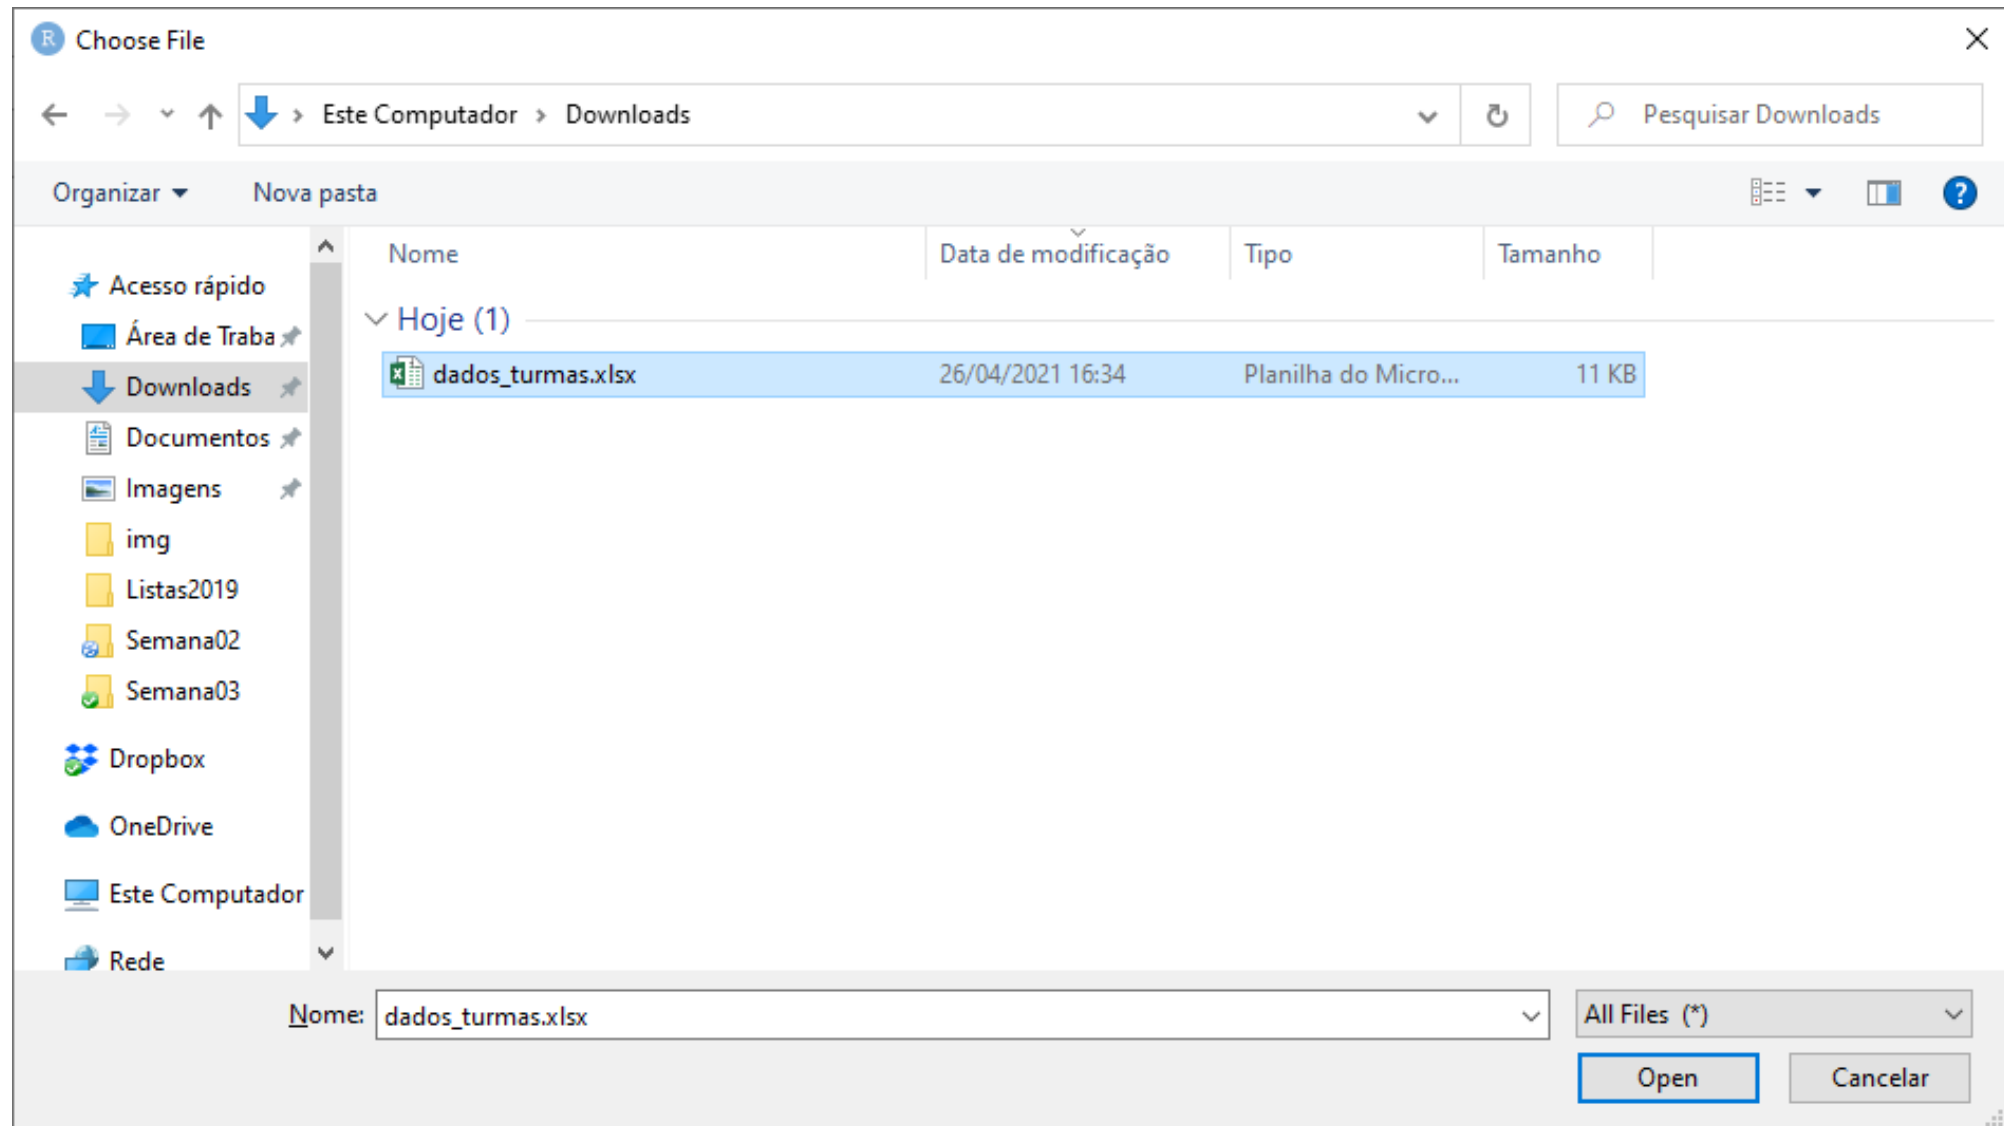 R Choose File
Este Computador > Downloads
Pesquisar Downloads
Organizar Nova pasta ?
Nome Data de modificação Tipo Tamanho
Hoje (1)
dados_turmas.xlsx 26/04/2021 16:34 Planilha do Micro... 11 KB
Acesso rápido
Área de Traba
Downloads
Documentos
Imagens
img
Listas2019
Semana02
Semana03
Dropbox
OneDrive
Este Computador
Rede
Nome: dados_turmas.xlsx All Files (*)
Open Cancelar